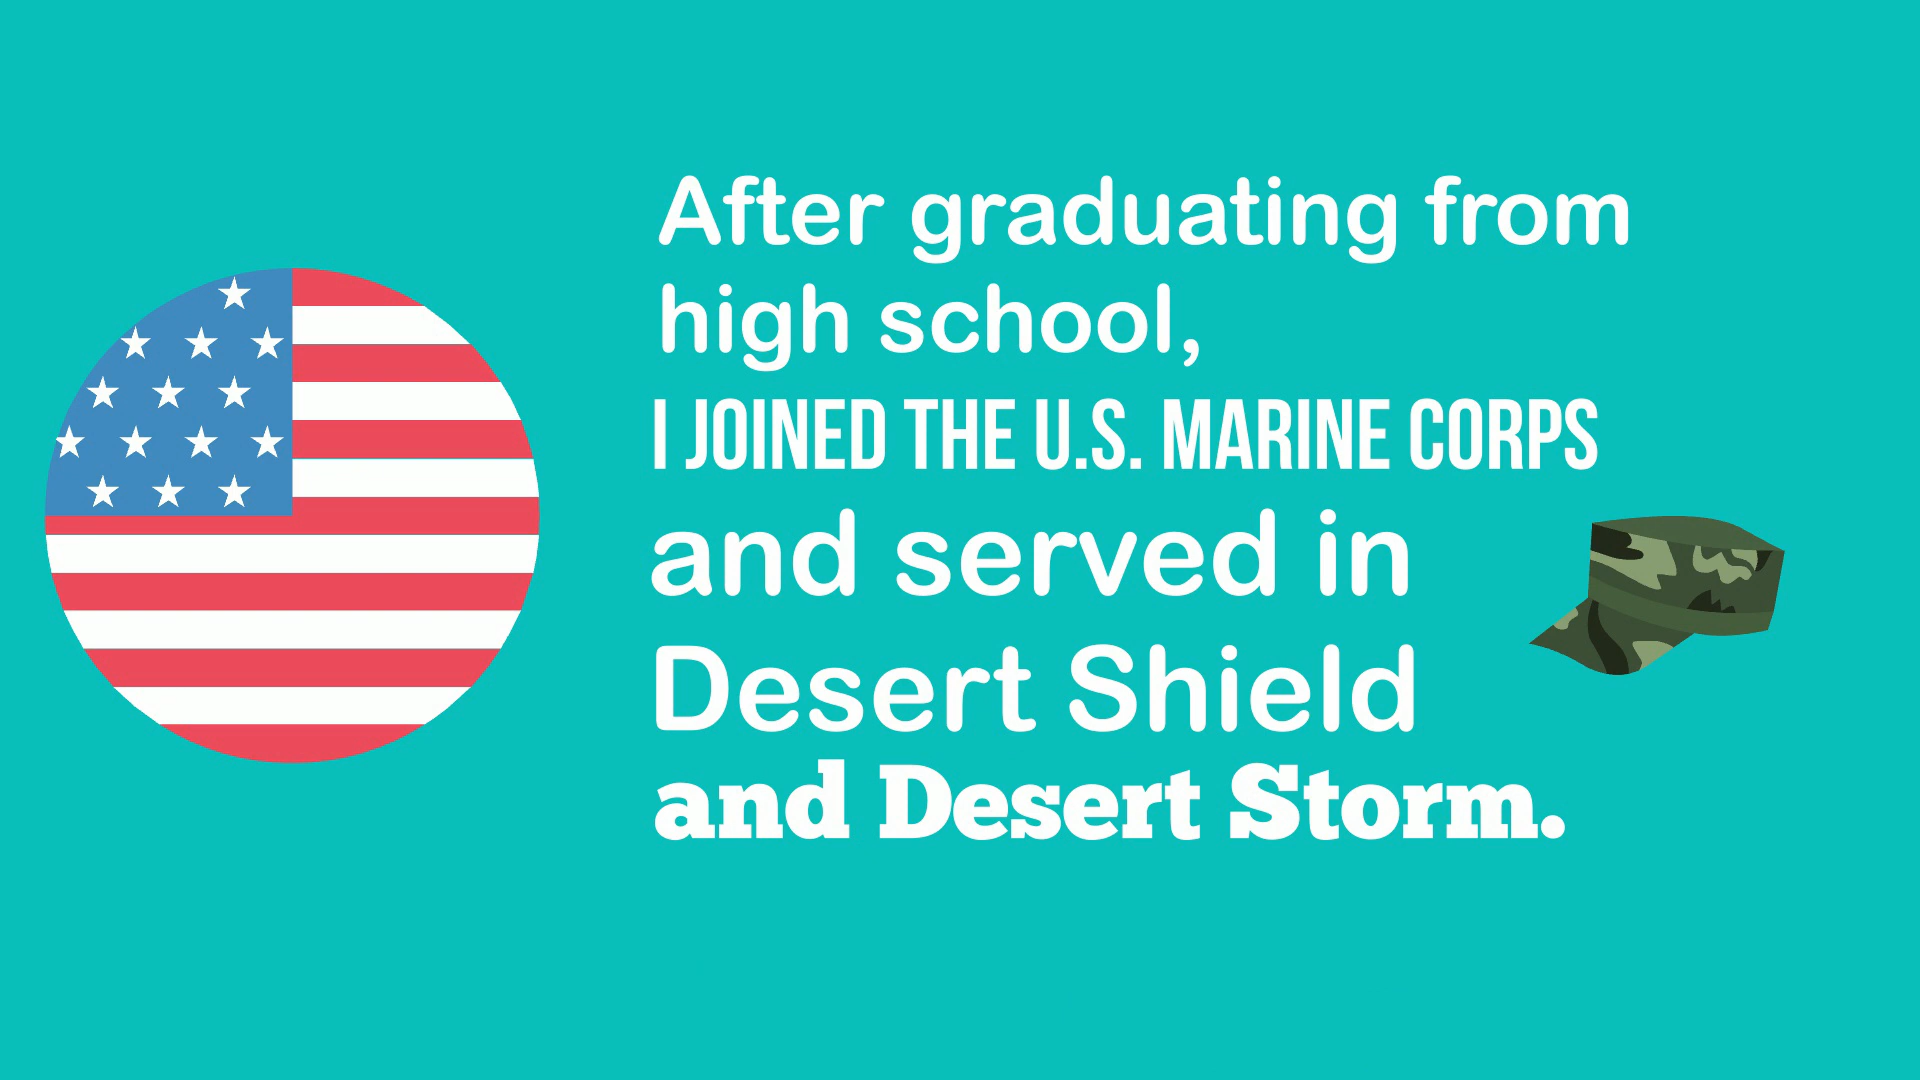 After graduating from
high school,
I JOINED THE U.S. MARINE CORPS
and served in
Desert Shield
and Desert Storm.